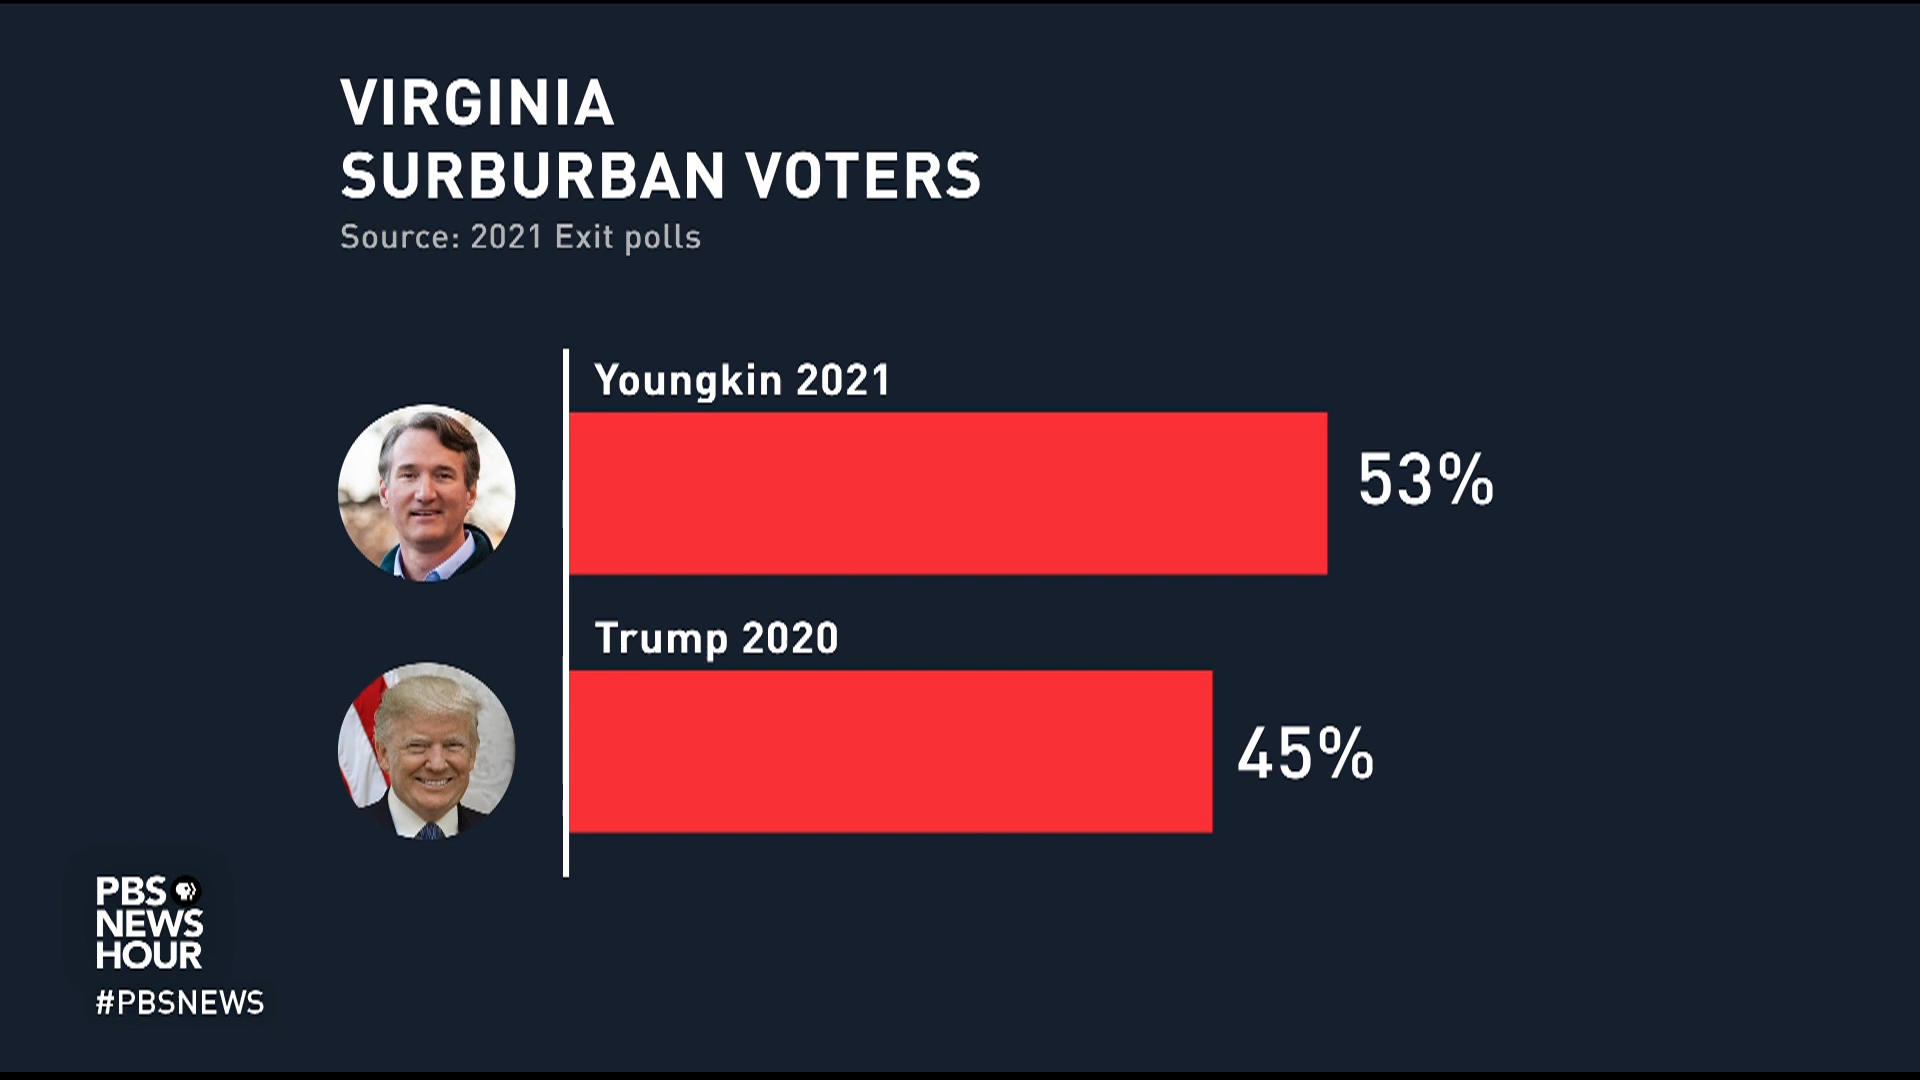 VIRGINIA
SURBURBAN VOTERS
Source: 2021 Exit polls
Youngkin 2021
53%
Trump 2020
45%
PBS
NEWS
HOUR
#PBSNEWS